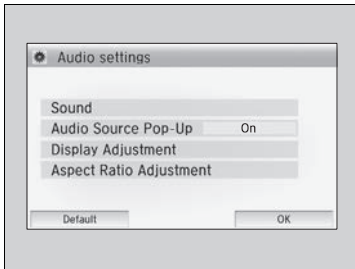 Audio settings
Sound
Audio Source Pop-Up On
Display Adjustment
Aspect Ratio Adjustment
Default OK